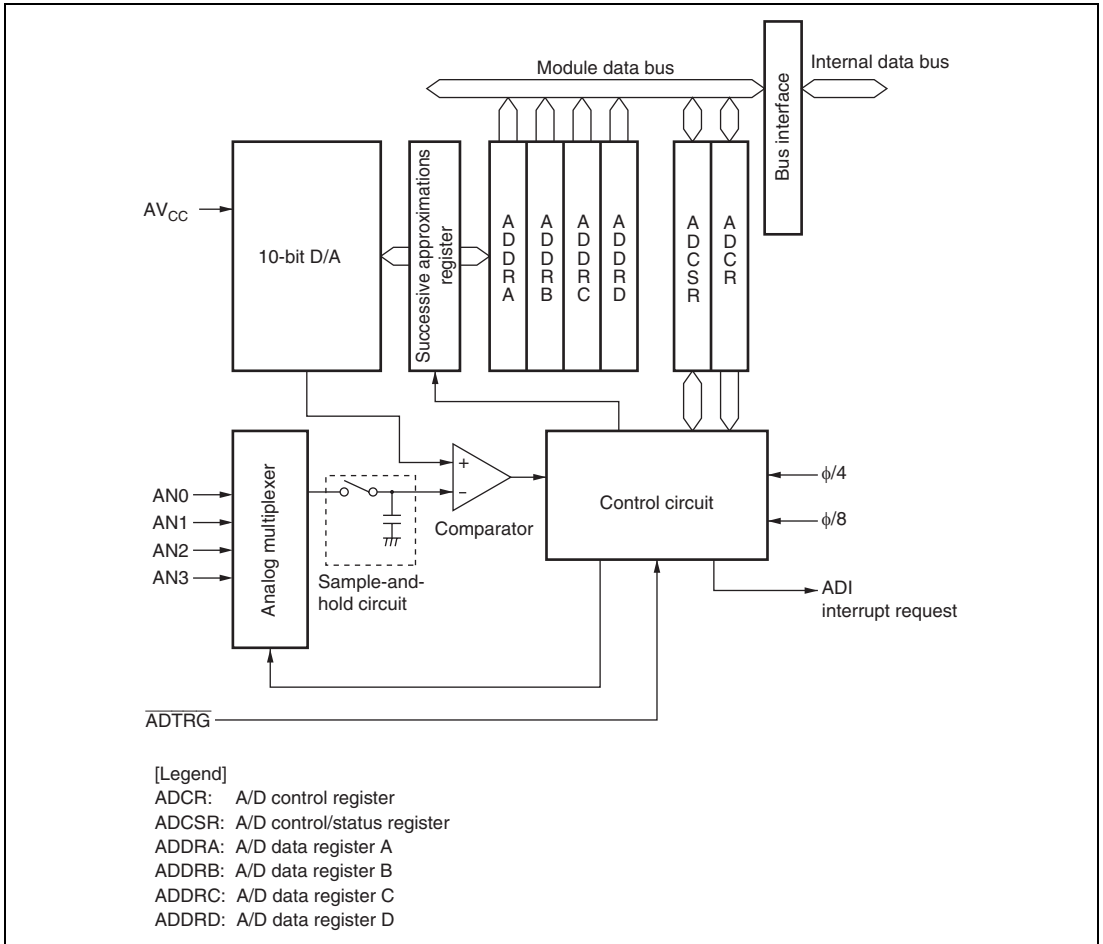 Module data bus
Internal data bus
Bus interface
AVCC
10-bit D/A
Successive approximations
register
ADDRA
ADDRB
ADDRC
ADDRD
ADCSR
ADCR
AN0
AN1
AN2
AN3
Analog multiplexer
Sample-and-
hold circuit
+
−
Comparator
Control circuit
ϕ/4
ϕ/8
ADI
interrupt request
ADTRG
[Legend]
ADCR: A/D control register
ADCSR: A/D control/status register
ADDRA: A/D data register A
ADDRB: A/D data register B
ADDRC: A/D data register C
ADDRD: A/D data register D